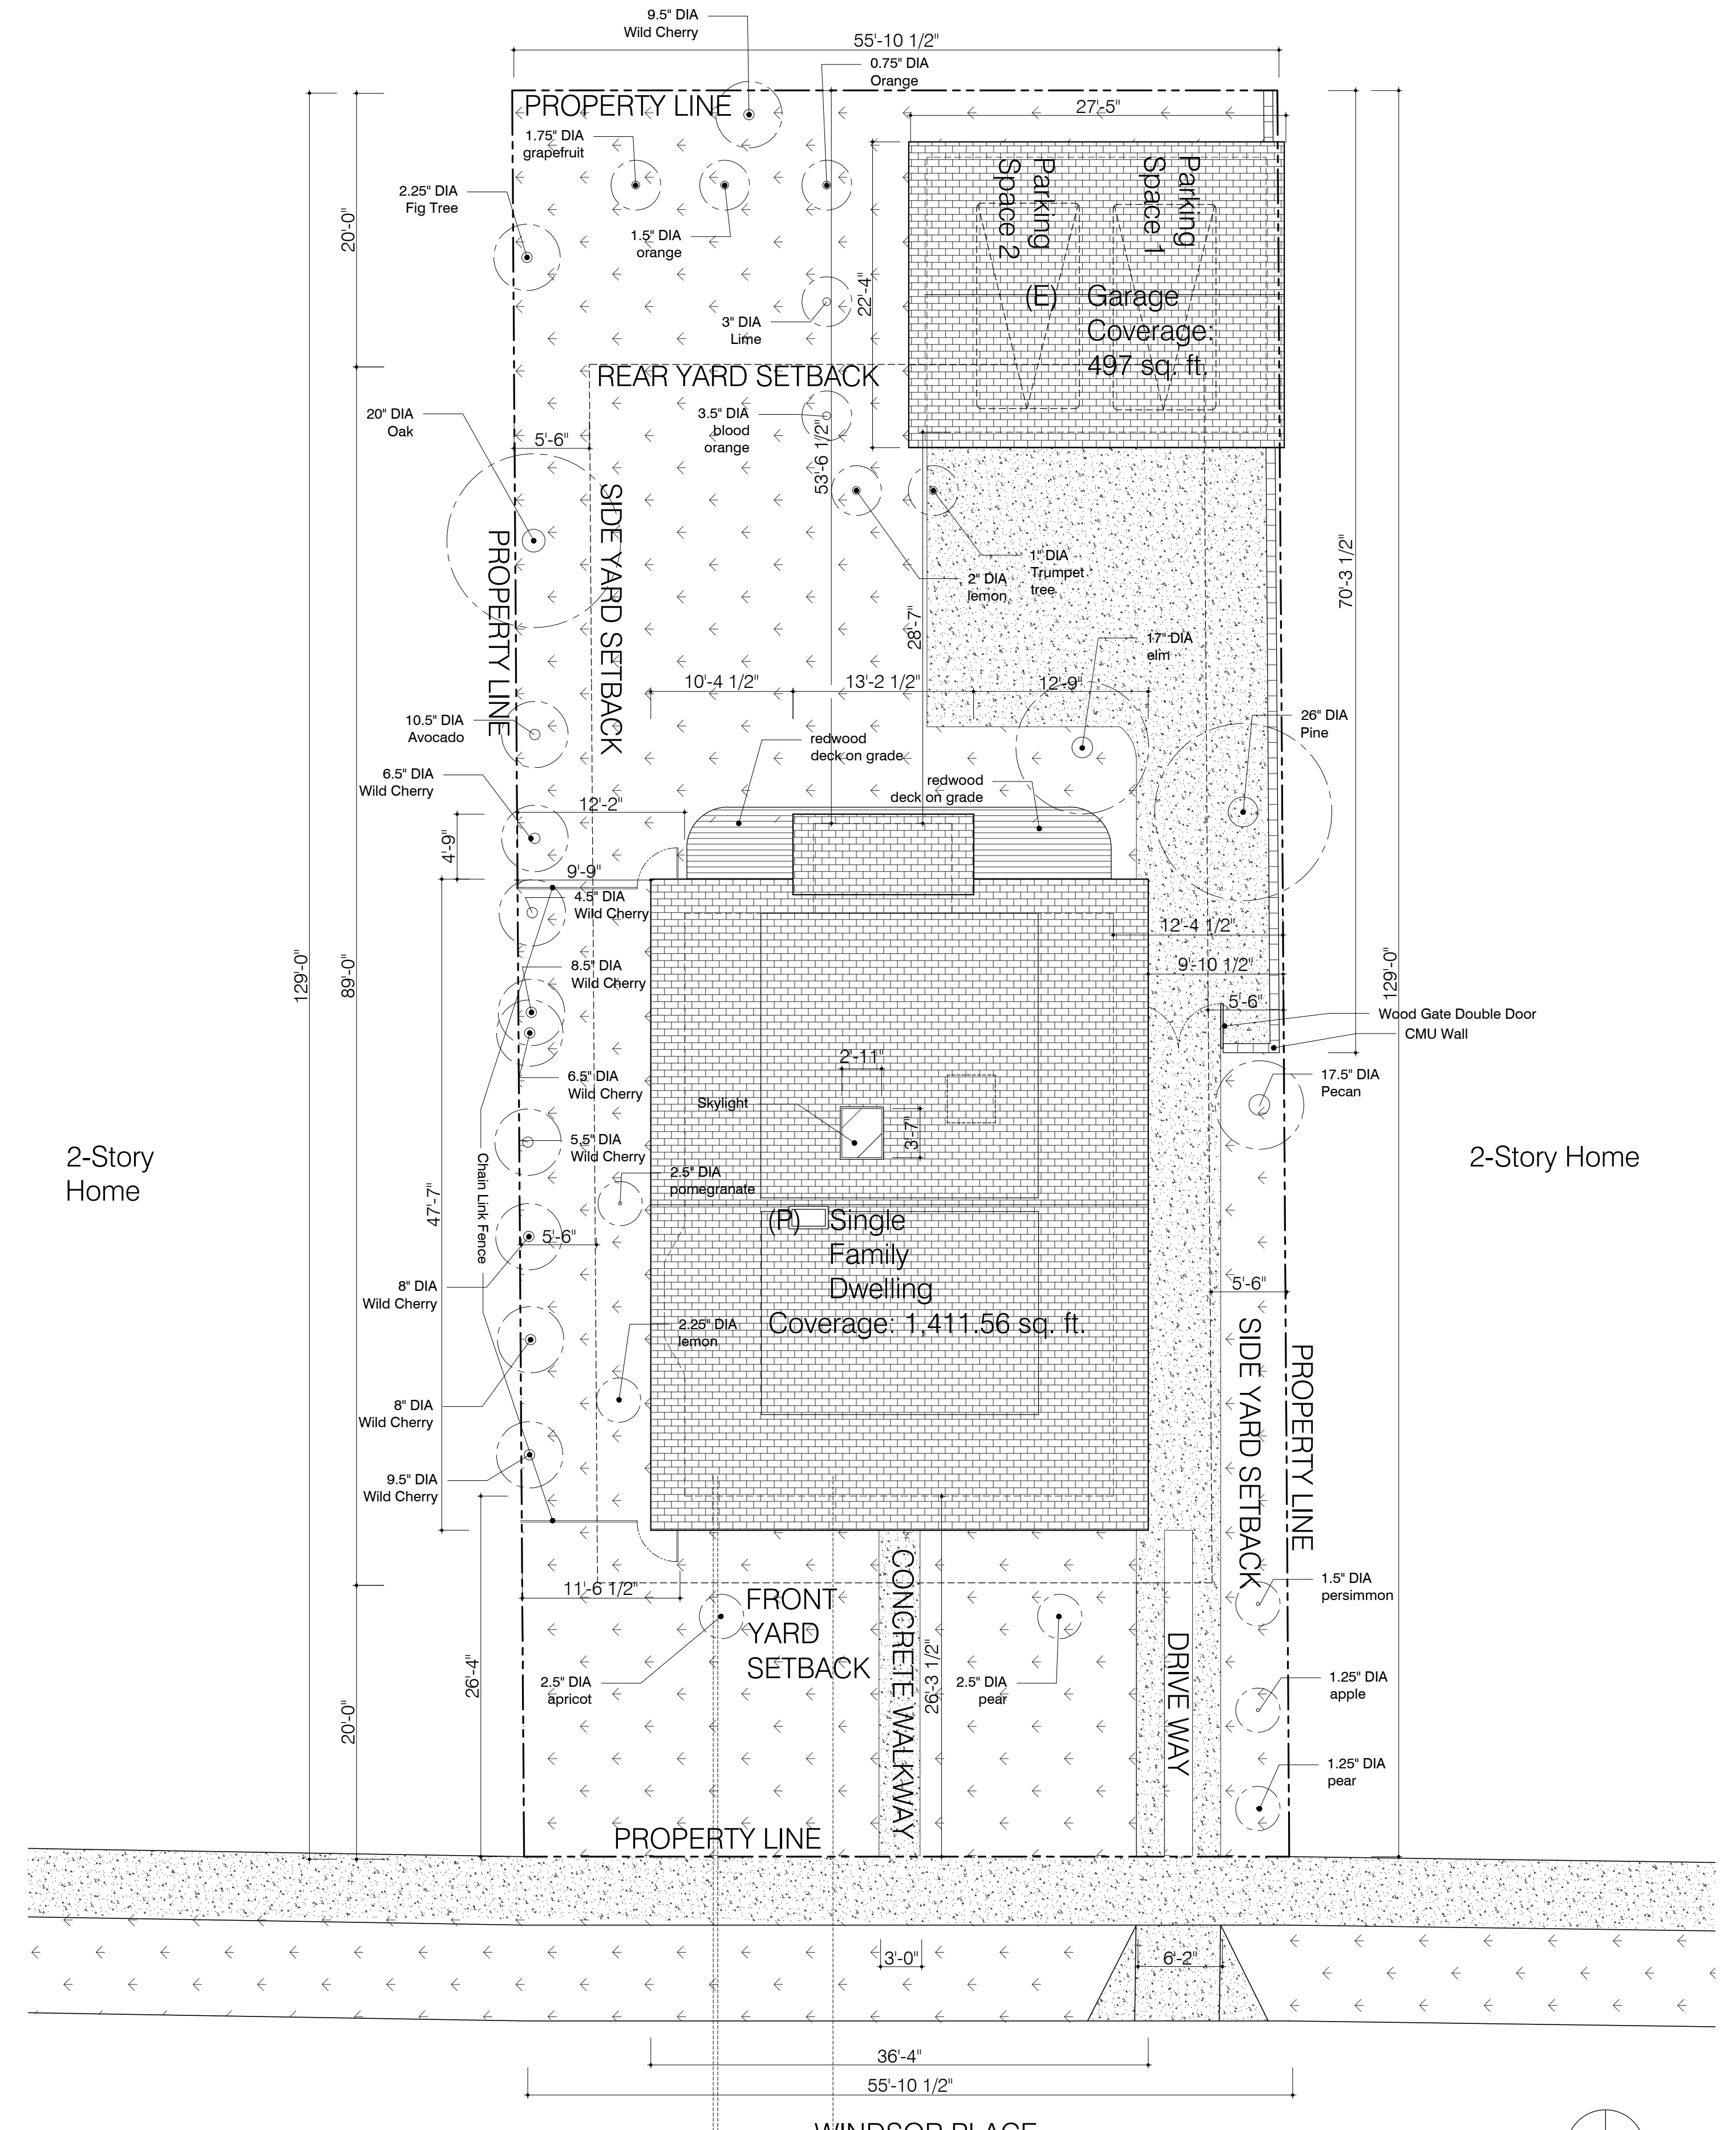 9.5" DIA
Wild Cherry
55'-10 1/2"
0.75" DIA
Orange
PROPERTY LINE
27'-5"
1.75" DIA
grapefruit
Parking
Space 2
Parking
Space 1
2.25" DIA
Fig Tree
20'-0"
1.5" DIA
orange
22'-4"
(E) Garage
Coverage:
497 sq. ft.
3" DIA
Lime
REAR YARD SETBACK
20" DIA
Oak
3.5" DIA
blood
orange
5'-6"
53'-6 1/2"
SIDE YARD SETBACK
PROPERTY LINE
1" DIA
Trumpet
tree
2" DIA
lemon
70'-3 1/2"
28'-7"
17" DIA
elm
10'-4 1/2"
13'-2 1/2"
12'-9"
10.5" DIA
Avocado
26" DIA
Pine
redwood
deck on grade
6.5" DIA
Wild Cherry
redwood
deck on grade
12'-2"
4'-9"
9'-9"
4.5" DIA
Wild Cherry
12'-4 1/2"
129'-0"
89'-0"
8.5" DIA
Wild Cherry
9'-10 1/2"
129'-0"
5'-6"
Wood Gate Double Door
CMU Wall
2'-11"
6.5" DIA
Wild Cherry
17.5" DIA
Pecan
Skylight
3'-7"
5.5" DIA
Wild Cherry
2-Story
Home
2-Story Home
Chain Link Fence
2.5" DIA
pomegranate
47'-7"
(P) Single
Family
Dwelling
Coverage: 1,411.56 sq. ft.
5'-6"
8" DIA
Wild Cherry
5'-6"
2.25" DIA
lemon
SIDE YARD SETBACK
PROPERTY LINE
8" DIA
Wild Cherry
9.5" DIA
Wild Cherry
CONCRETE WALKWAY
11'-6 1/2"
FRONT
YARD
SETBACK
1.5" DIA
persimmon
26'-4"
26'-3 1/2"
DRIVE WAY
2.5" DIA
apricot
2.5" DIA
pear
1.25" DIA
apple
20'-0"
1.25" DIA
pear
PROPERTY LINE
3'-0"
6'-2"
36'-4"
55'-10 1/2"
WINDSOR PLACE